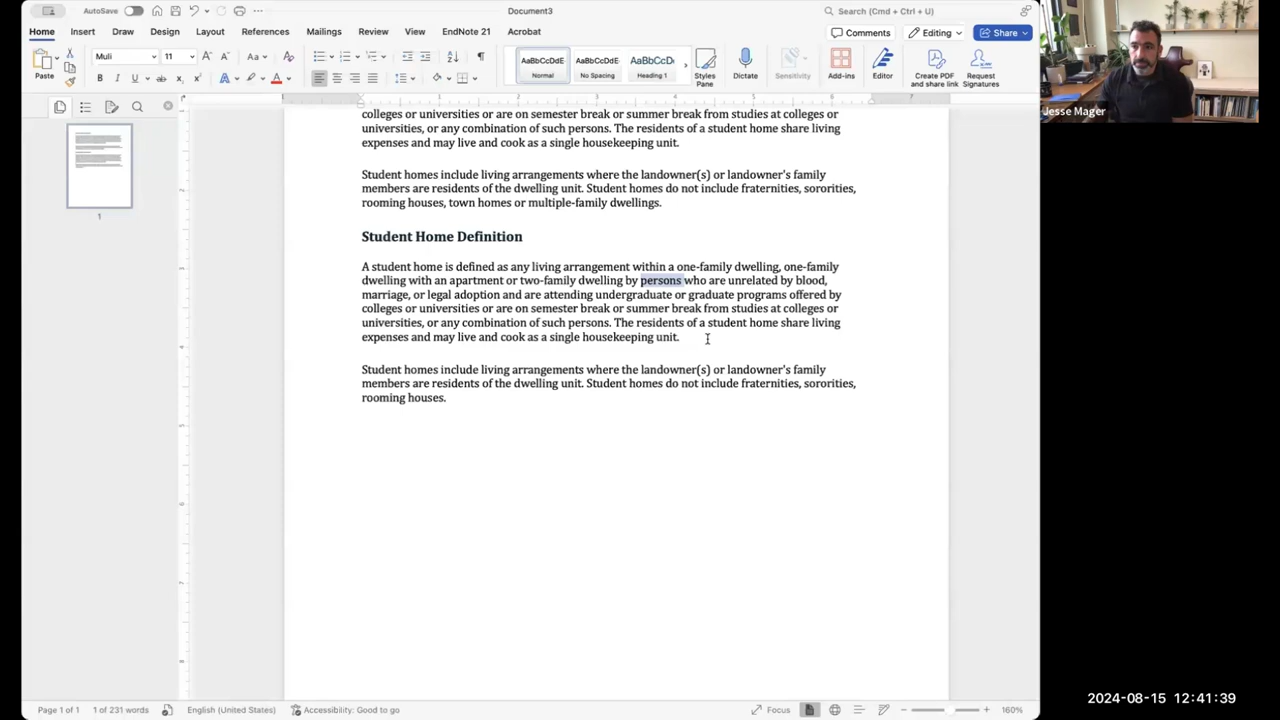 AutoSave
Document3
Search (Cmd + Ctrl + U)
Home Insert Draw Design Layout References Mailings Review View EndNote 21 Acrobat
Comments Editing Share
Paste
Muli 11
AaBbCcDdE AaBbCcDdE AaBbCcD
Normal No Spacing Heading 1
Styles Pane
Dictate
Sensitivity
Add-ins
Editor
Create PDF and share link
Request Signatures
Jesse Mager
1
colleges or universities or are on semester break or summer break from studies at colleges or
universities, or any combination of such persons. The residents of a student home share living
expenses and may live and cook as a single housekeeping unit.
Student homes include living arrangements where the landowner(s) or landowner's family
members are residents of the dwelling unit. Student homes do not include fraternities, sororities,
rooming houses, town homes or multiple-family dwellings.
Student Home Definition
A student home is defined as any living arrangement within a one-family dwelling, one-family
dwelling with an apartment or two-family dwelling by persons who are unrelated by blood,
marriage, or legal adoption and are attending undergraduate or graduate programs offered by
colleges or universities or are on semester break or summer break from studies at colleges or
universities, or any combination of such persons. The residents of a student home share living
expenses and may live and cook as a single housekeeping unit.
Student homes include living arrangements where the landowner(s) or landowner's family
members are residents of the dwelling unit. Student homes do not include fraternities, sororities,
rooming houses.
Page 1 of 1 1 of 231 words English (United States) Accessibility: Good to go Focus 160%
2024-08-15 12:41:39